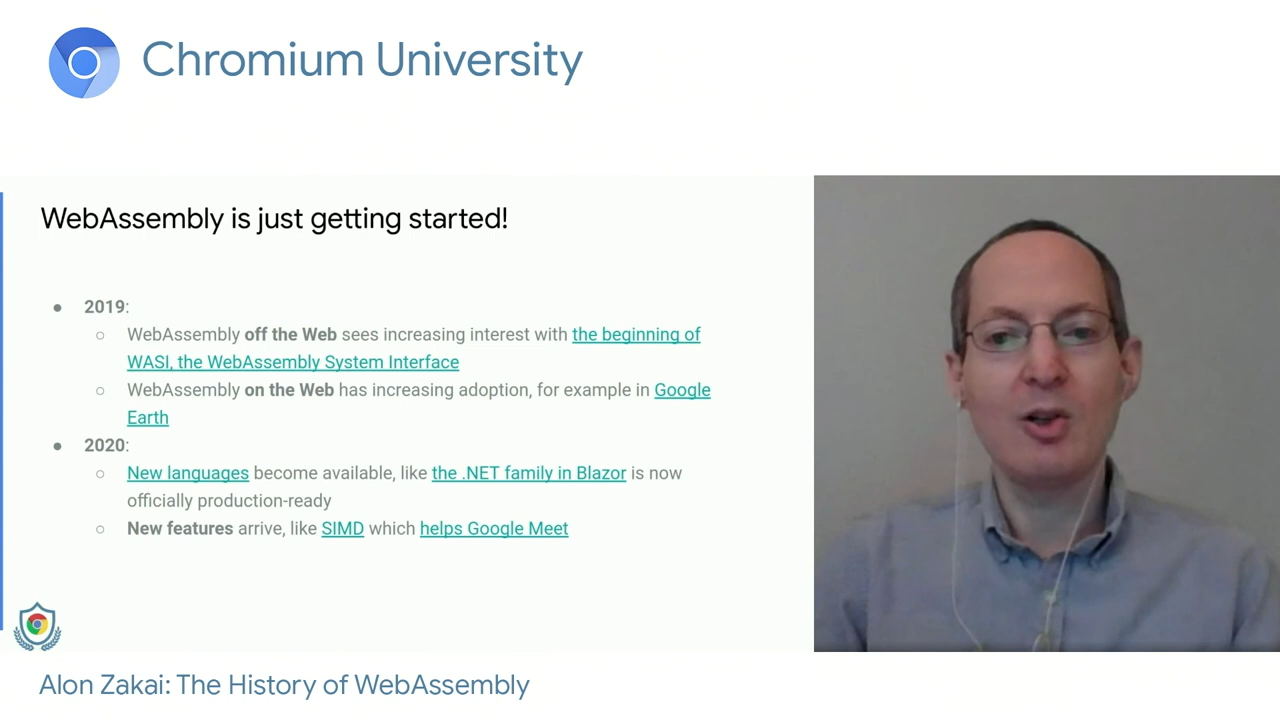 Chromium University
WebAssembly is just getting started!
● 2019:
○ WebAssembly off the Web sees increasing interest with the beginning of
WASI, the WebAssembly System Interface
○ WebAssembly on the Web has increasing adoption, for example in Google
Earth
● 2020:
○ New languages become available, like the .NET family in Blazor is now
officially production-ready
○ New features arrive, like SIMD which helps Google Meet
Alon Zakai: The History of WebAssembly